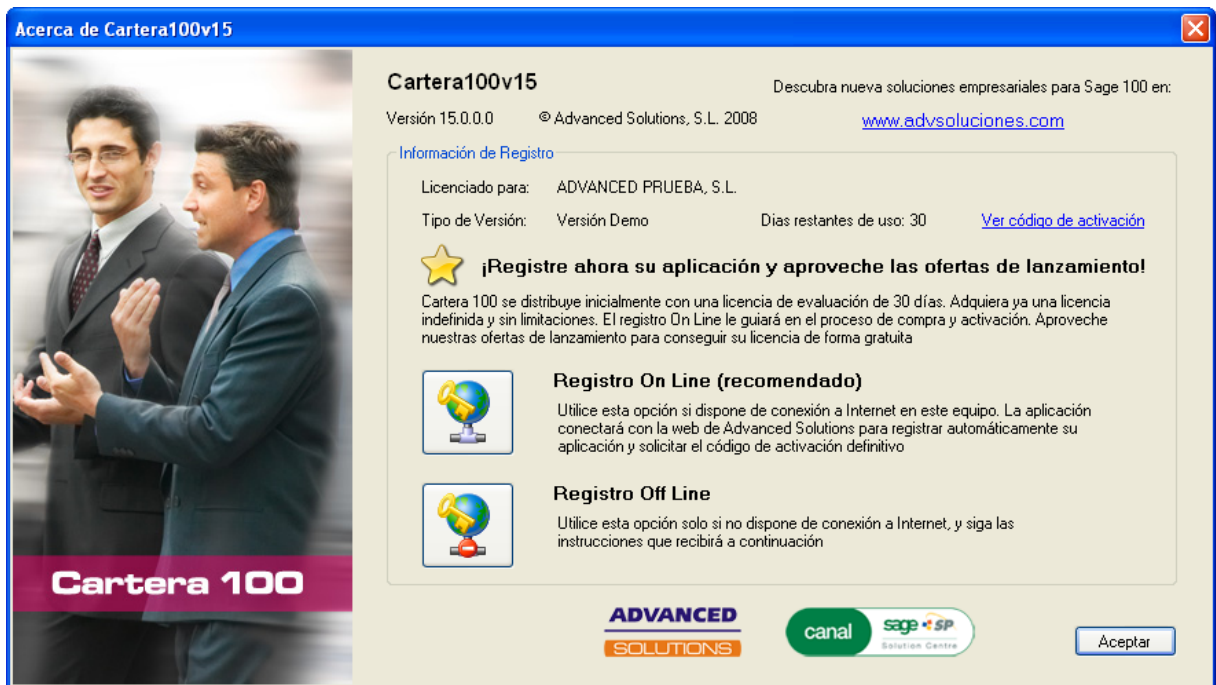 Acerca de Cartera100v15
Cartera100v15
Descubra nueva soluciones empresariales para Sage 100 en:
Versión 15.0.0.0
© Advanced Solutions, S.L. 2008
www.advsoluciones.com
Información de Registro
Licenciado para:
ADVANCED PRUEBA, S.L.
Tipo de Versión:
Versión Demo
Dias restantes de uso: 30
Ver código de activación
¡Registre ahora su aplicación y aproveche las ofertas de lanzamiento!
Cartera 100 se distribuye inicialmente con una licencia de evaluación de 30 días. Adquiera ya una licencia
indefinida y sin limitaciones. El registro On Line le guiará en el proceso de compra y activación. Aproveche
nuestras ofertas de lanzamiento para conseguir su licencia de forma gratuita
Registro On Line (recomendado)
Utilice esta opción si dispone de conexión a Internet en este equipo. La aplicación
conectará con la web de Advanced Solutions para registrar automáticamente su
aplicación y solicitar el código de activación definitivo
Registro Off Line
Utilice esta opción solo si no dispone de conexión a Internet, y siga las
instrucciones que recibirá a continuación
Cartera 100
ADVANCED
SOLUTIONS
canal
sage SP
Solution Centre
Aceptar